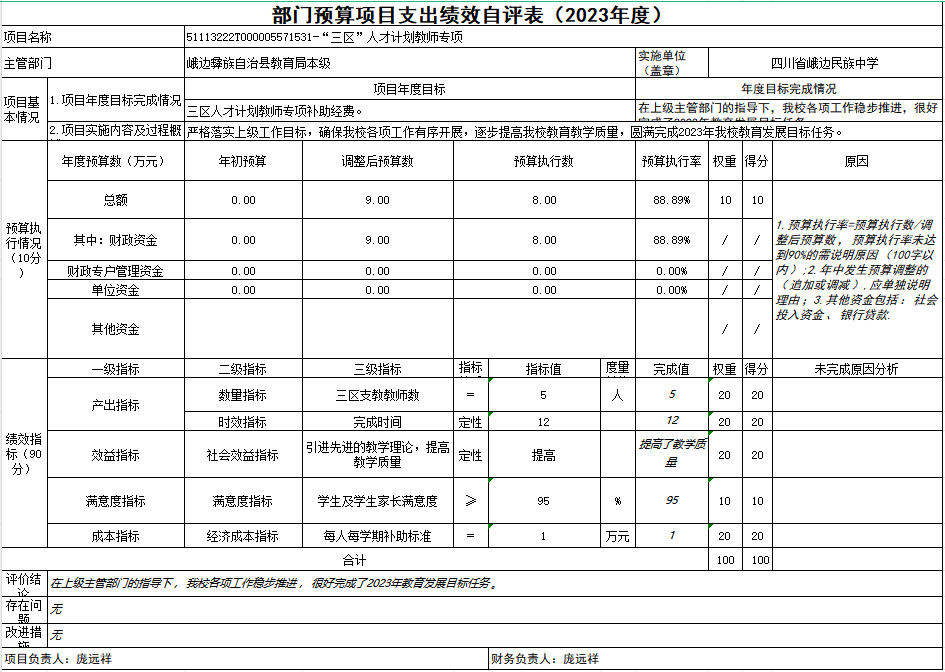 部门预算项目支出绩效自评表（2023年度）
项目名称 51113222T000005571531-“三区”人才计划教师专项
主管部门 峨边彝族自治县教育局本级 实施单位（盖章） 四川省峨边民族中学
项目基本情况 1.项目年度目标完成情况 项目年度目标 年度目标完成情况
三区人才计划教师专项补助经费。 在上级主管部门的指导下，我校各项工作稳步推进，很好
2.项目实施内容及过程概 严格落实上级工作目标，确保我校各项工作有序开展，逐步提高我校教育教学质量，圆满完成2023年我校教育发展目标任务。
预算执行情况（10分） 年度预算数（万元） 年初预算 调整后预算数 预算执行数 预算执行率 权重 得分 原因
总额 0.00 9.00 8.00 88.89% 10 10
其中：财政资金 0.00 9.00 8.00 88.89% / /
财政专户管理资金 0.00 0.00 0.00 0.00% / /
单位资金 0.00 0.00 0.00 0.00% / /
其他资金 / /
1.预算执行率=预算执行数/调整后预算数，预算执行率未达到90%的需说明原因（100字以内）;2.年中发生预算调整的（追加或调减）,应单独说明理由；3.其他资金包括：社会投入资金、银行贷款.
绩效指标（90分） 一级指标 二级指标 三级指标 指标 指标值 度量 完成值 权重 得分 未完成原因分析
产出指标 数量指标 三区支教教师数 = 5 人 5 20 20
时效指标 完成时间 定性 12 12 20 20
效益指标 社会效益指标 引进先进的教学理论，提高教学质量 定性 提高 提高了教学质量 20 20
满意度指标 满意度指标 学生及学生家长满意度 ≥ 95 % 95 10 10
成本指标 经济成本指标 每人每学期补助标准 = 1 万元 1 20 20
合计 100 100
评价结论 在上级主管部门的指导下，我校各项工作稳步推进，很好完成了2023年教育发展目标任务。
存在问题 无
改进措施 无
项目负责人：庞远祥 财务负责人：庞远祥